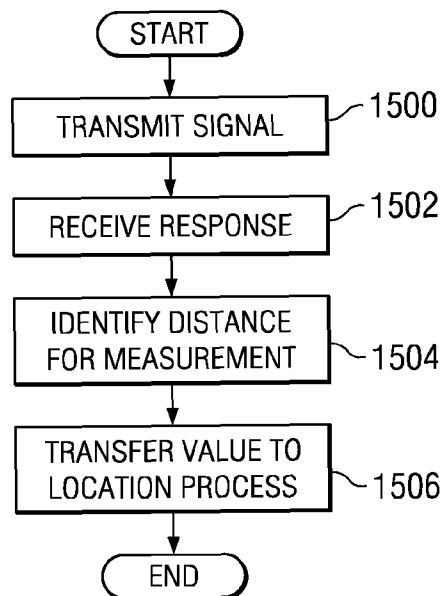 START
TRANSMIT SIGNAL
1500
RECEIVE RESPONSE
1502
IDENTIFY DISTANCE
FOR MEASUREMENT
1504
TRANSFER VALUE TO
LOCATION PROCESS
1506
END